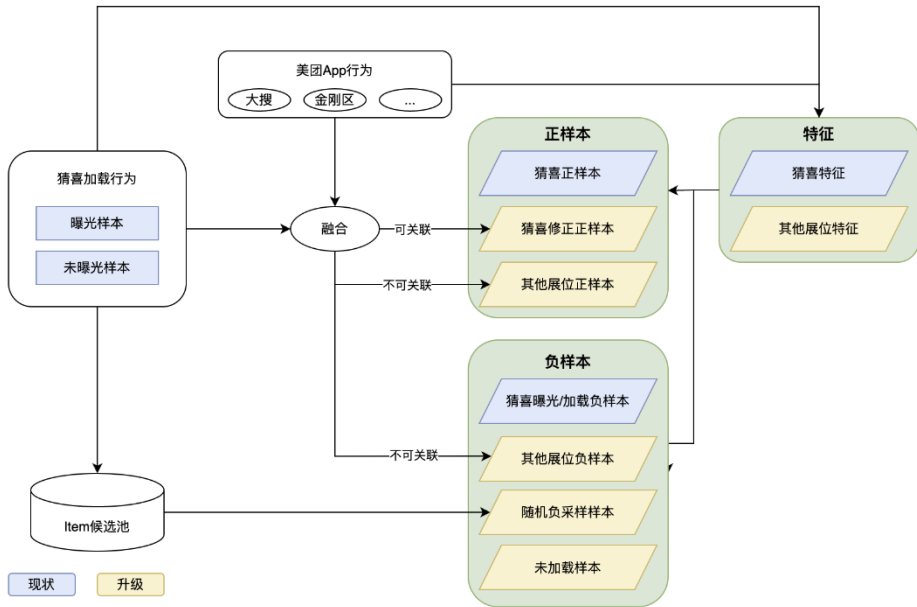 美团App行为
大搜
金刚区
...
正样本
特征
猜喜加载行为
猜喜正样本
猜喜特征
曝光样本
融合
可关联
猜喜修正正样本
其他展位特征
未曝光样本
不可关联
其他展位正样本
负样本
猜喜曝光/加载负样本
不可关联
其他展位负样本
Item候选池
随机负采样样本
未加载样本
现状
升级